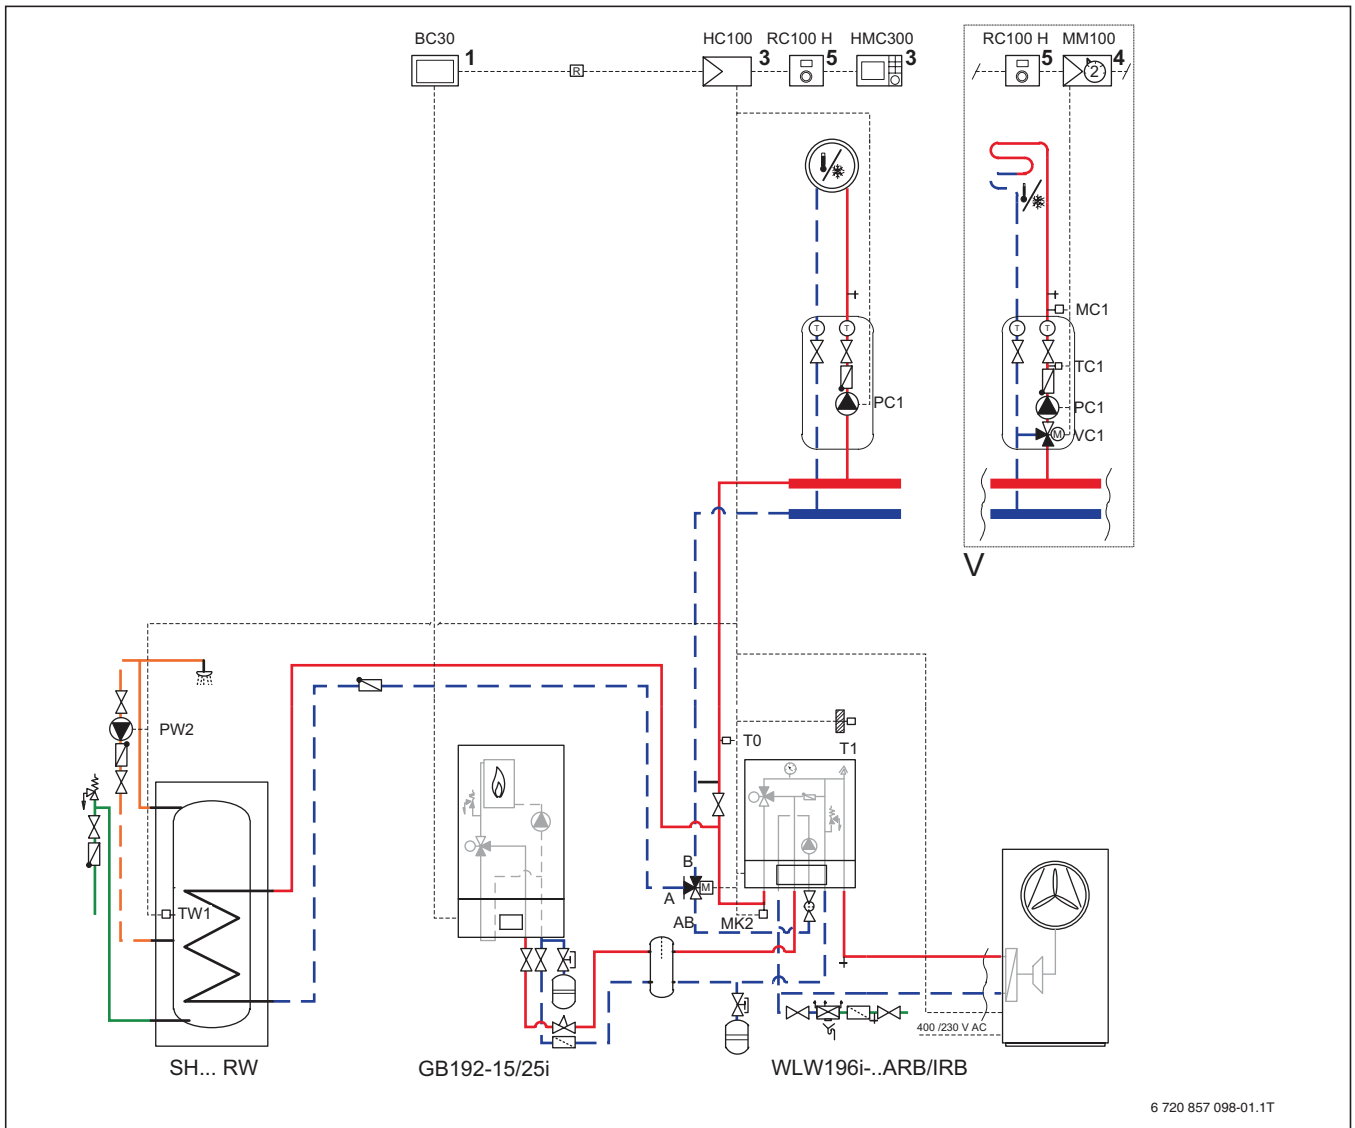 BC30 HC100 RC100 H HMC300 RC100 H MM100
1 3 5 3 5 4
R 2
MC1
T T T T
TC1
PC1 PC1
M VC1
V
PW2 T0 T1
B
M
A
TW1 AB MK2
400 /230 V AC
SH... RW GB192-15/25i WLW196i-..ARB/IRB
6 720 857 098-01.1T